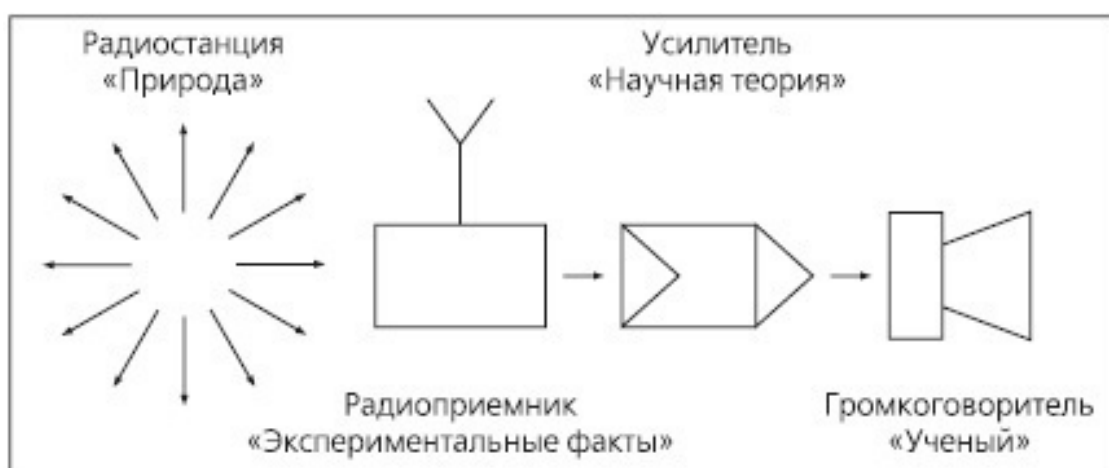 Радиостанция
«Природа»
Усилитель
«Научная теория»
Радиоприемник
«Экспериментальные факты»
Громкоговоритель
«Ученый»